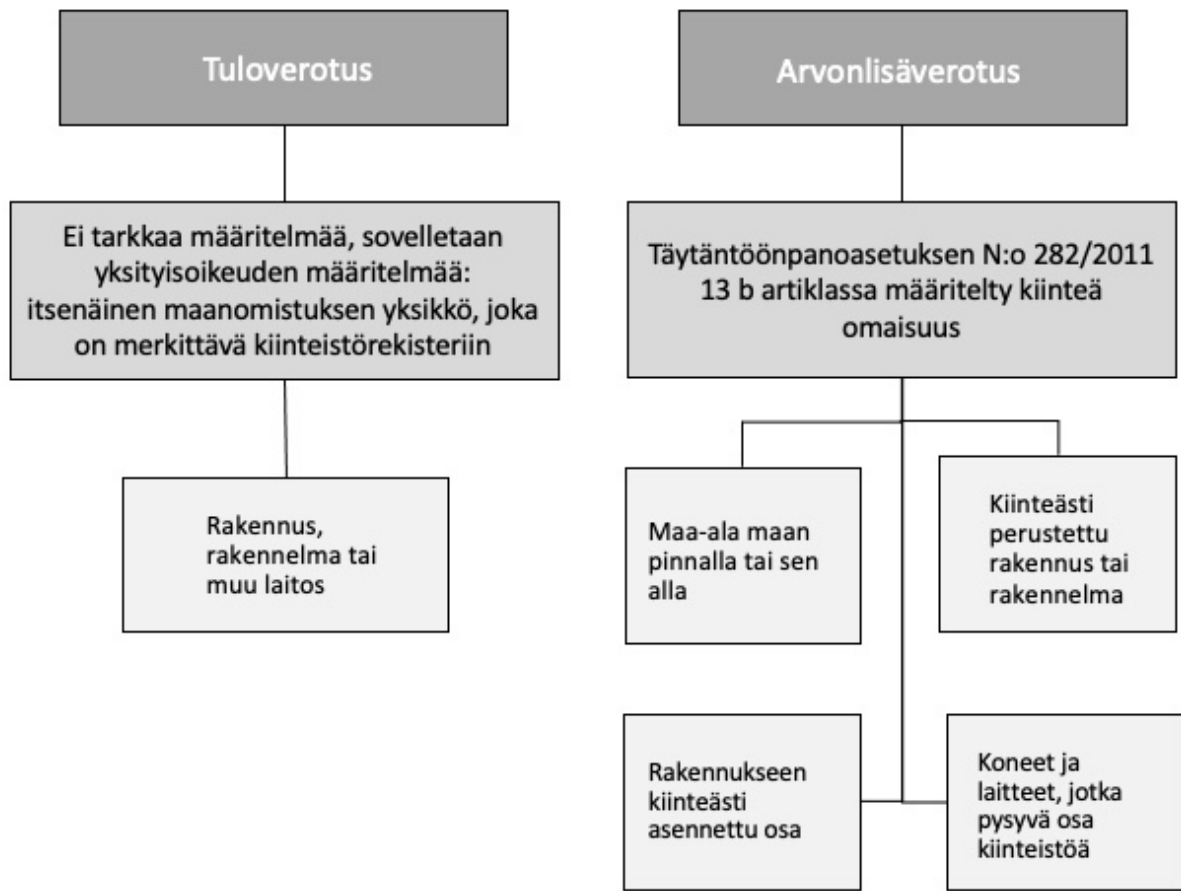 Tuloverotus
Ei tarkkaa määritelmää, sovelletaan
yksityisoikeuden määritelmää:
itsenäinen maanomistuksen yksikkö, joka
on merkittävä kiinteistörekisteriin
Rakennus,
rakennelma tai
muu laitos
Arvonlisäverotus
Täytäntöönpanoasetuksen N:o 282/2011
13 b artiklassa määritelty kiinteä
omaisuus
Maa-ala maan
pinnalla tai sen
alla
Kiinteästi
perustettu
rakennus tai
rakennelma
Rakennukseen
kiinteästi
asennettu osa
Koneet ja
laitteet, jotka
pysyvä osa
kiinteistöä